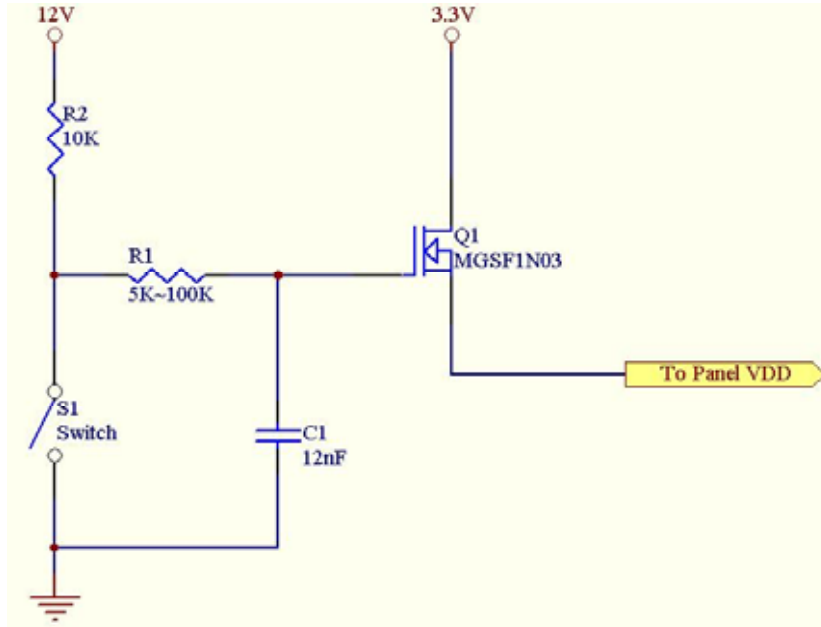 12V
3.3V
R2
10K
R1
5K~100K
Q1
MGSF1N03
To Panel VDD
S1
Switch
C1
12nF